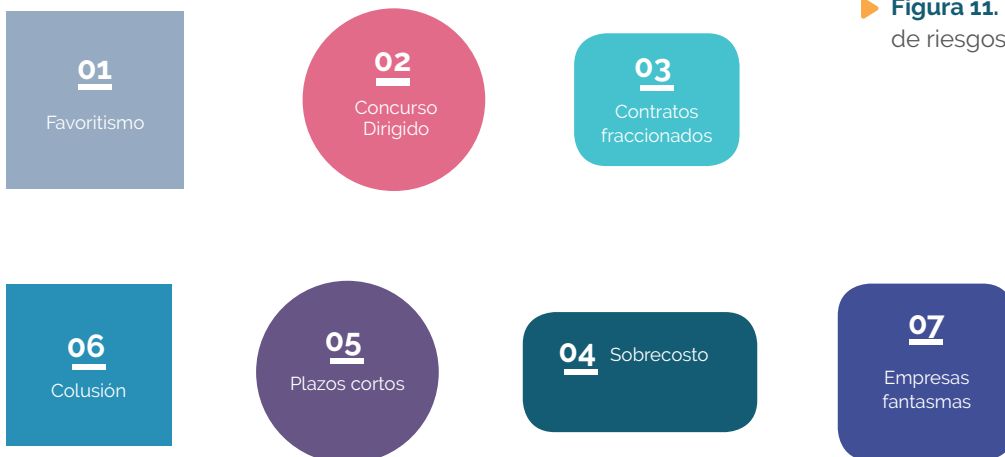 Figura 11.
de riesgos
01
Favoritismo
02
Concurso
Dirigido
03
Contratos
fraccionados
06
Colusión
05
Plazos cortos
04 Sobrecosto
07
Empresas
fantasmas